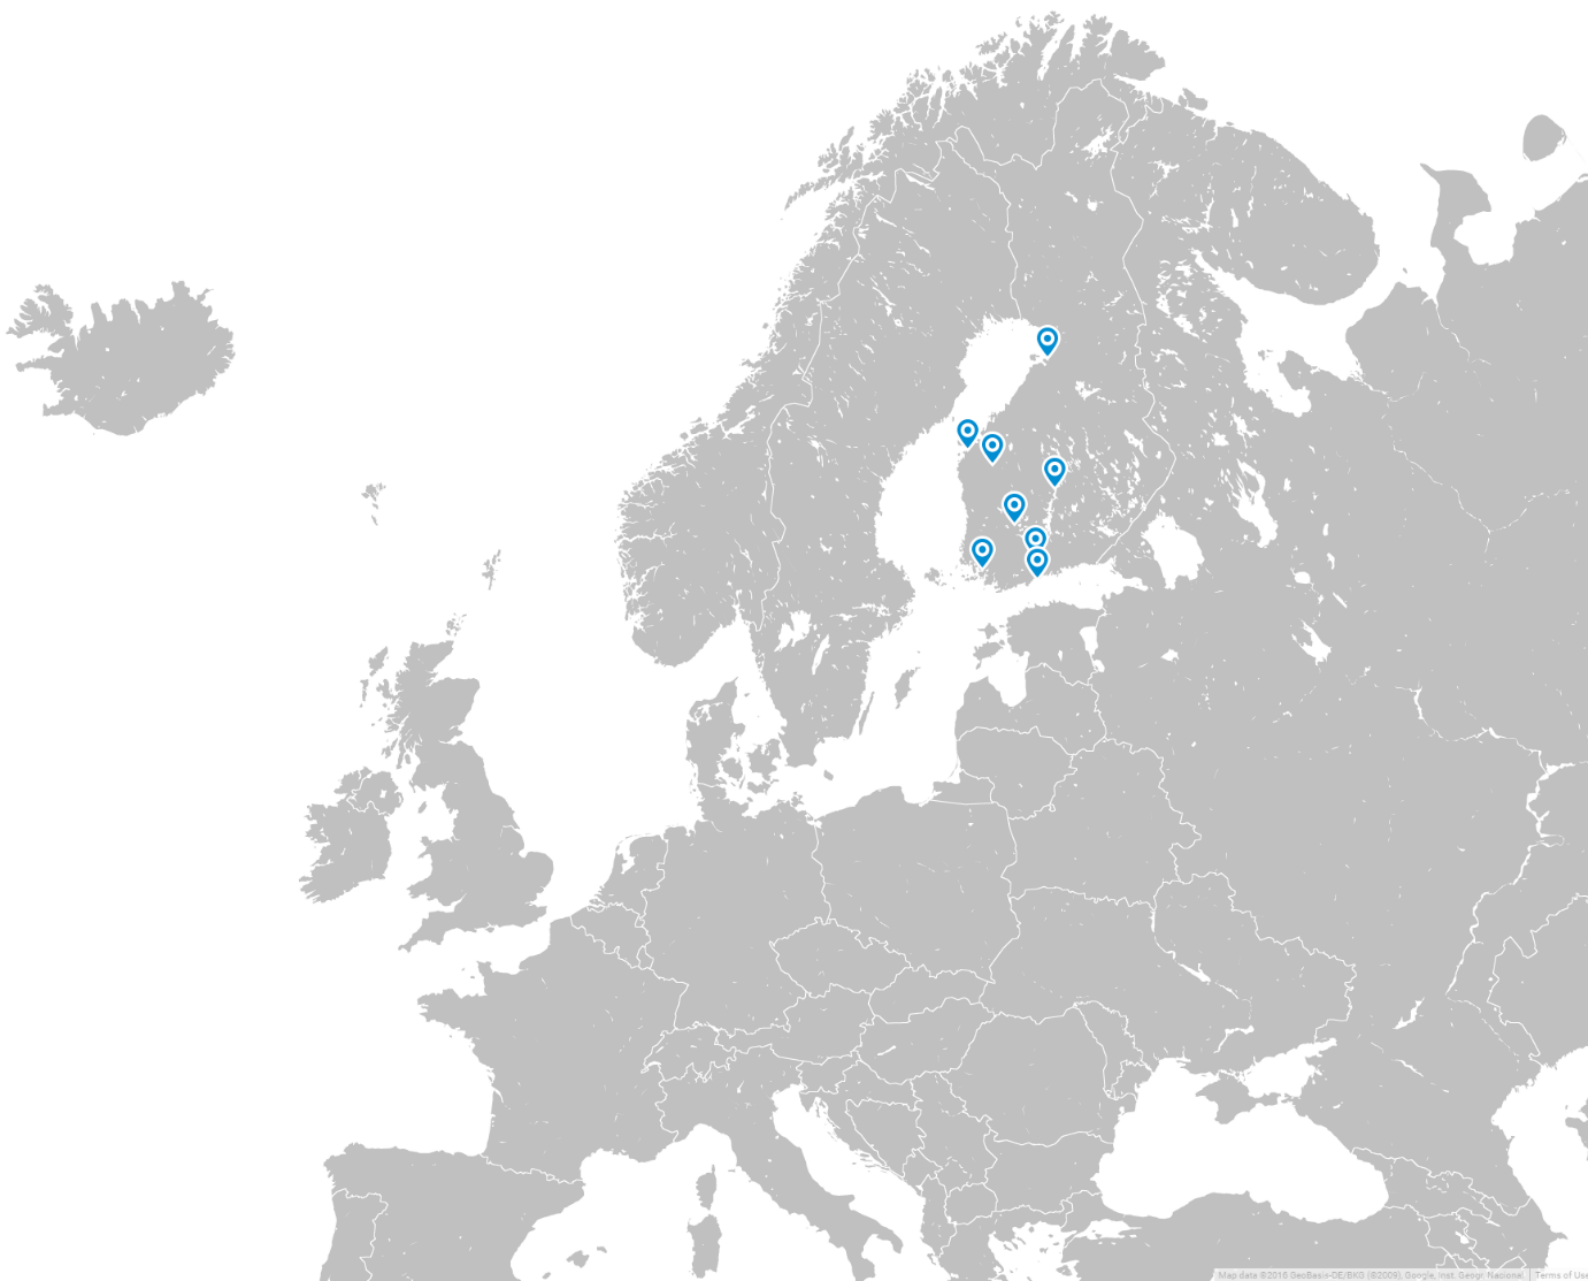 Map data ©2016 GeoBasis-DE/BKG (©2009), Google, Inst. Geogr. Nacional | Terms of Use